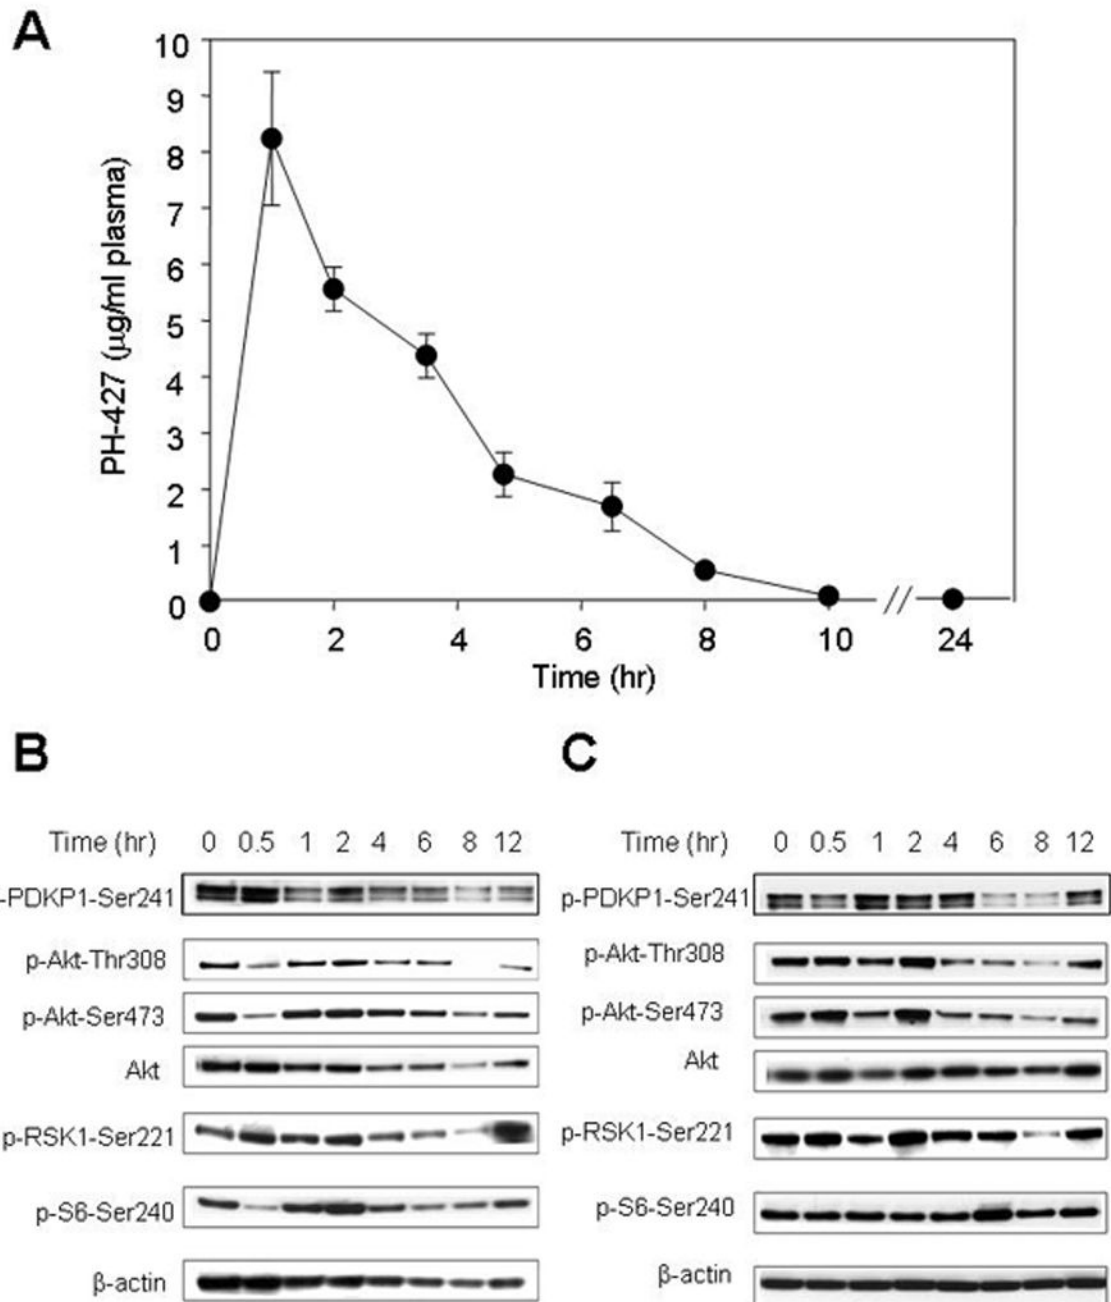 A
10
9
8
7
6
5
4
3
2
1
0
PH-427 (µg/ml plasma)
0 2 4 6 8 10 // 24
Time (hr)
B
Time (hr) 0 0.5 1 2 4 6 8 12
-PDKP1-Ser241
p-Akt-Thr308
p-Akt-Ser473
Akt
p-RSK1-Ser221
p-S6-Ser240
β-actin
C
Time (hr) 0 0.5 1 2 4 6 8 12
p-PDKP1-Ser241
p-Akt-Thr308
p-Akt-Ser473
Akt
p-RSK1-Ser221
p-S6-Ser240
β-actin